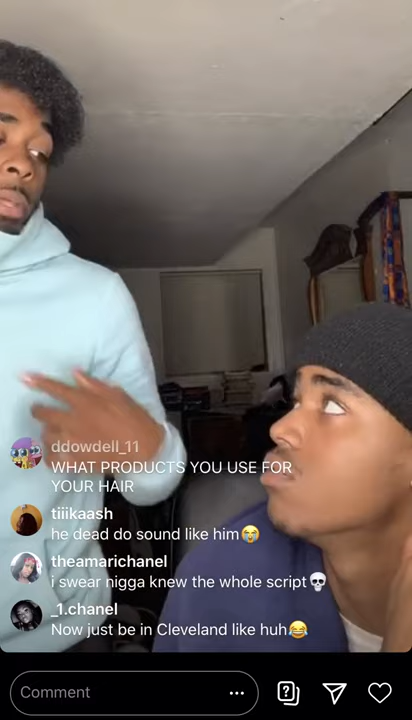 ddowdell_11
WHAT PRODUCTS YOU USE FOR
YOUR HAIR
tiiikaash
he dead do sound like him😭
theamarichanel
i swear nigga knew the whole script💀
_1.chanel
Now just be in Cleveland like huh😂
Comment